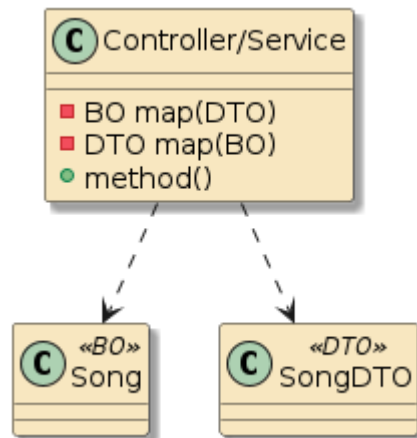 C Controller/Service
BO map(DTO)
DTO map(BO)
method()
C «BO»
Song
C «DTO»
SongDTO